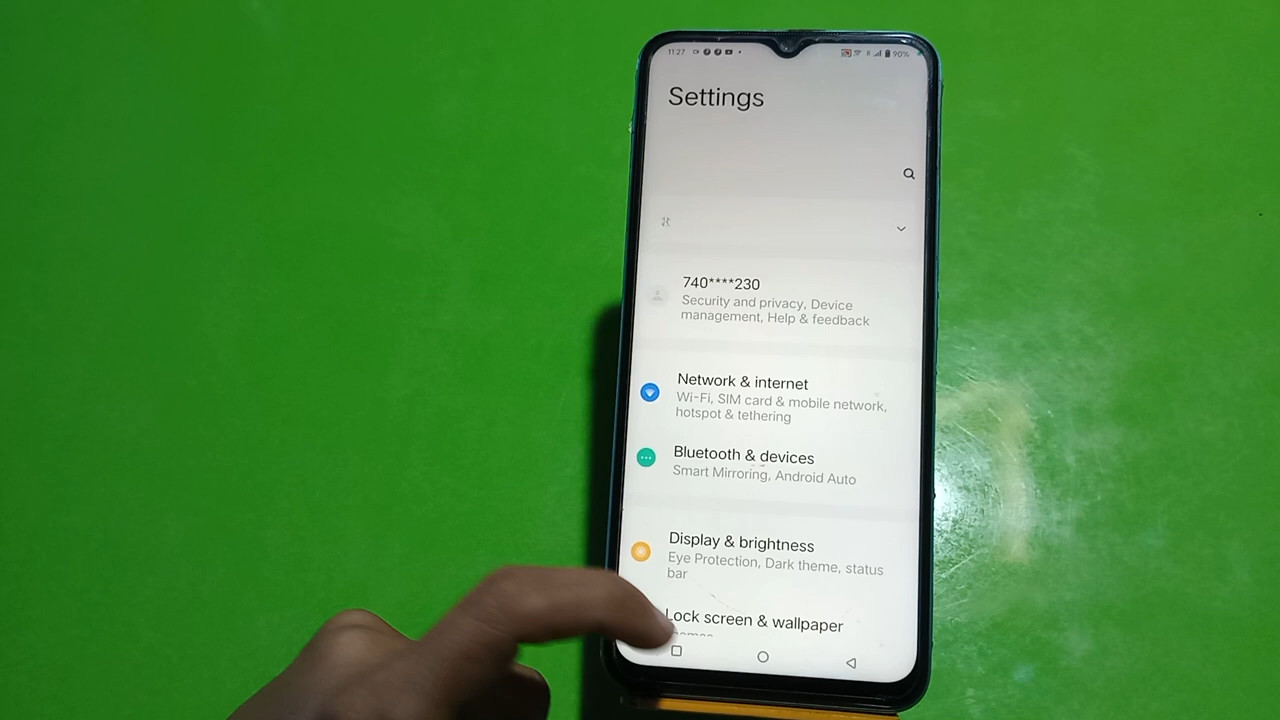 11:27
90%
Settings
740****230
Security and privacy, Device
management, Help & feedback
Network & internet
Wi-Fi, SIM card & mobile network,
hotspot & tethering
Bluetooth & devices
Smart Mirroring, Android Auto
Display & brightness
Eye Protection, Dark theme, status
bar
Lock screen & wallpaper